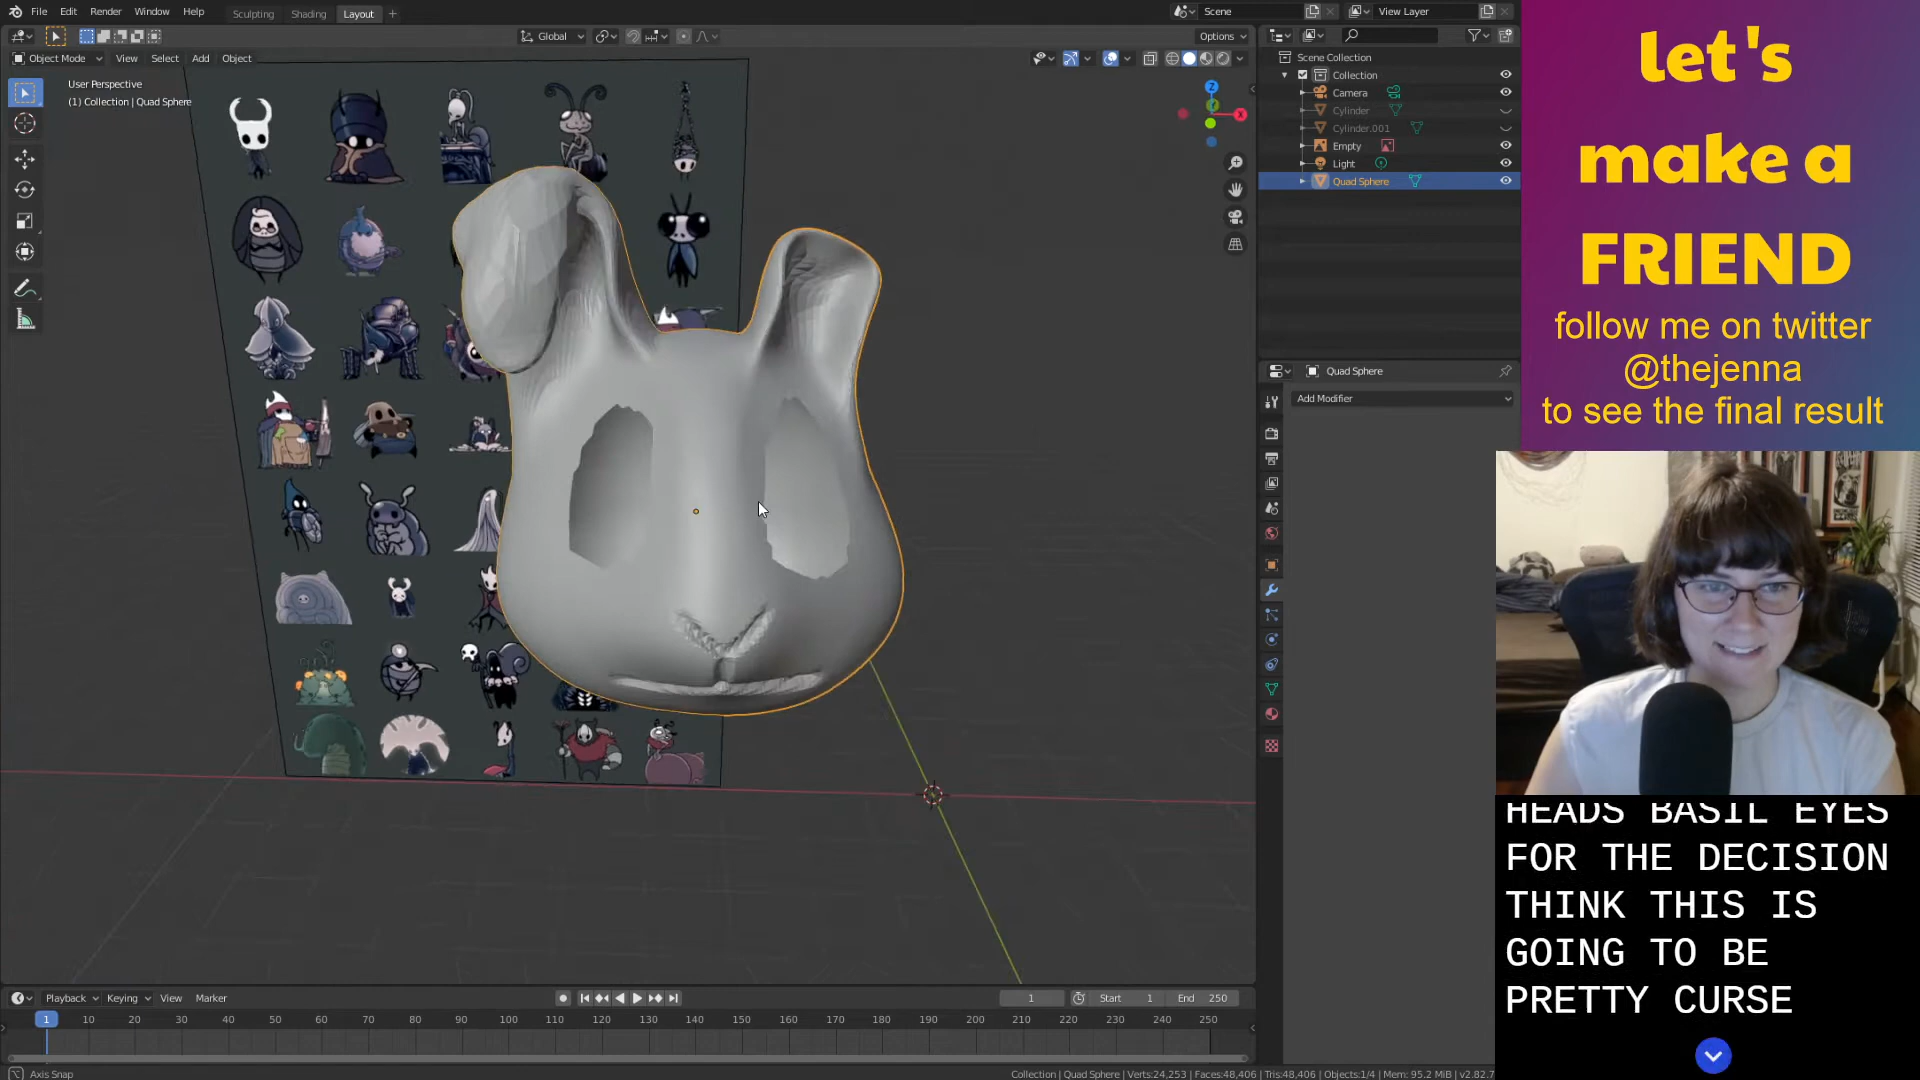 File Edit Render Window Help Sculpting Shading Layout + Scene View Layer
Global Options
Object Mode View Select Add Object
User Perspective
(1) Collection | Quad Sphere
Z
Y
X
Scene Collection
Collection
Camera
Cylinder
Cylinder.001
Empty
Light
Quad Sphere
Quad Sphere
Add Modifier
let's
make a
FRIEND
follow me on twitter
@thejenna
to see the final result
HEADS BASIL EYES
FOR THE DECISION
THINK THIS IS
GOING TO BE
PRETTY CURSE
Playback Keying View Marker 1 Start 1 End 250
1 10 20 30 40 50 60 70 80 90 100 110 120 130 140 150 160 170 180 190 200 210 220 230 240 250
Axis Snap Collection | Quad Sphere | Verts:24,253 | Faces:48,406 | Tris:48,406 | Objects:1/4 | Mem: 95.2 MiB | v2.82.7